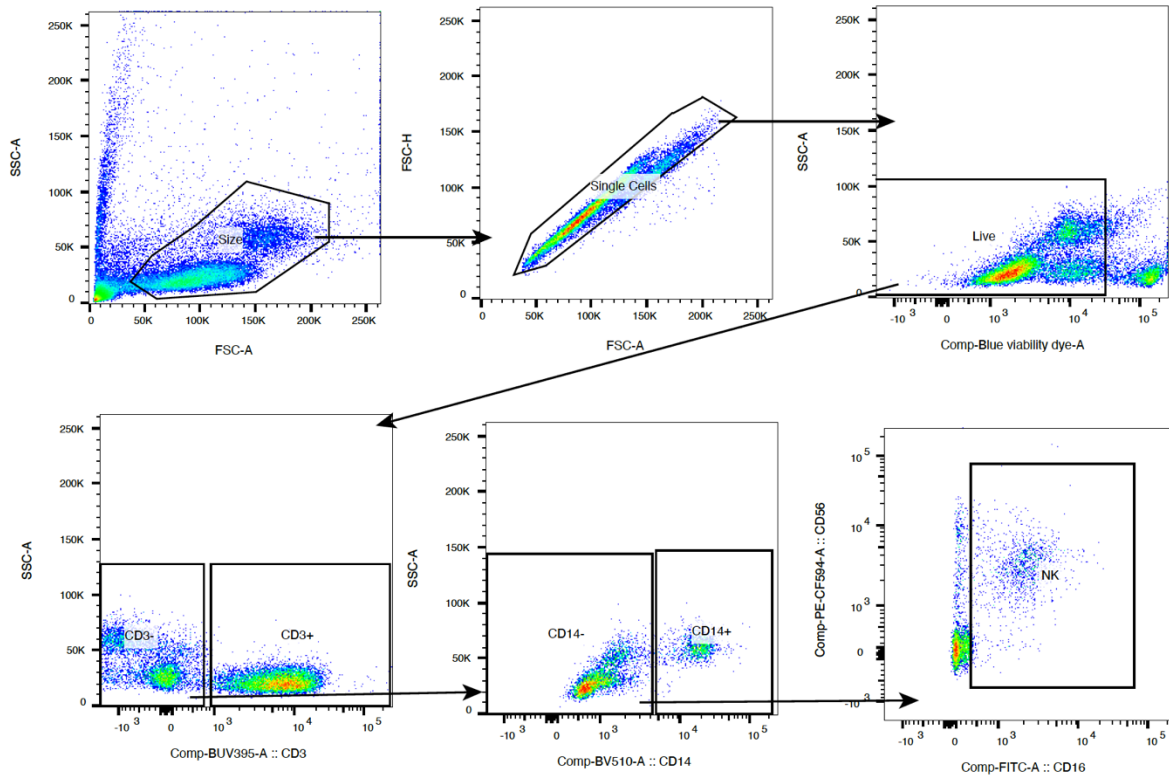 SSC-A
250K
200K
150K
100K
50K
0
Size
0 50K 100K 150K 200K 250K
FSC-A
FSC-H
250K
200K
150K
100K
50K
0
Single Cells
50K 100K 150K 200K 250K
FSC-A
SSC-A
250K
200K
150K
100K
50K
0
Live
-10 3 0 10 3 10 4 10 5
Comp-Blue viability dye-A
SSC-A
250K
200K
150K
100K
50K
0
CD3-
CD3+
-10 3 0 10 3 10 4 10 5
Comp-BUV395-A :: CD3
SSC-A
250K
200K
150K
100K
50K
0
CD14-
CD14+
-10 3 0 10 3 10 4 10 5
Comp-BV510-A :: CD14
Comp-PE-CF594-A :: CD56
10 5
10 4
10 3
0
-10 3
NK
-10 3 0 10 3 10 4 10 5
Comp-FITC-A :: CD16